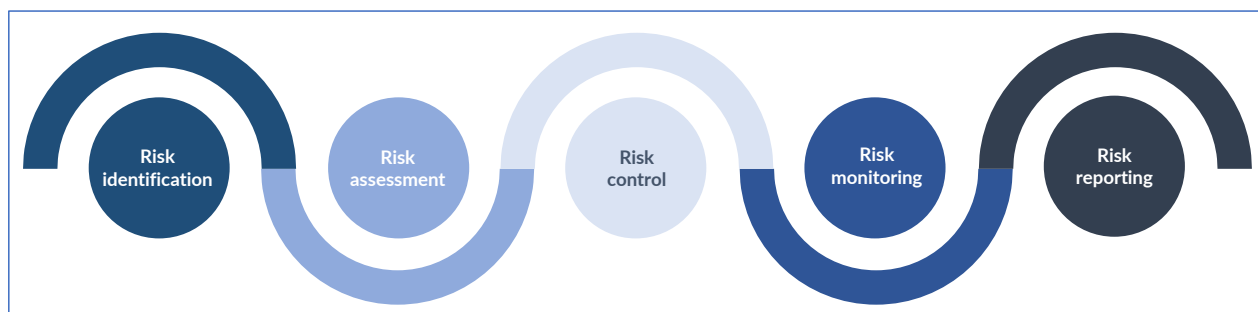 Risk
identification
Risk
assessment
Risk
control
Risk
monitoring
Risk
reporting